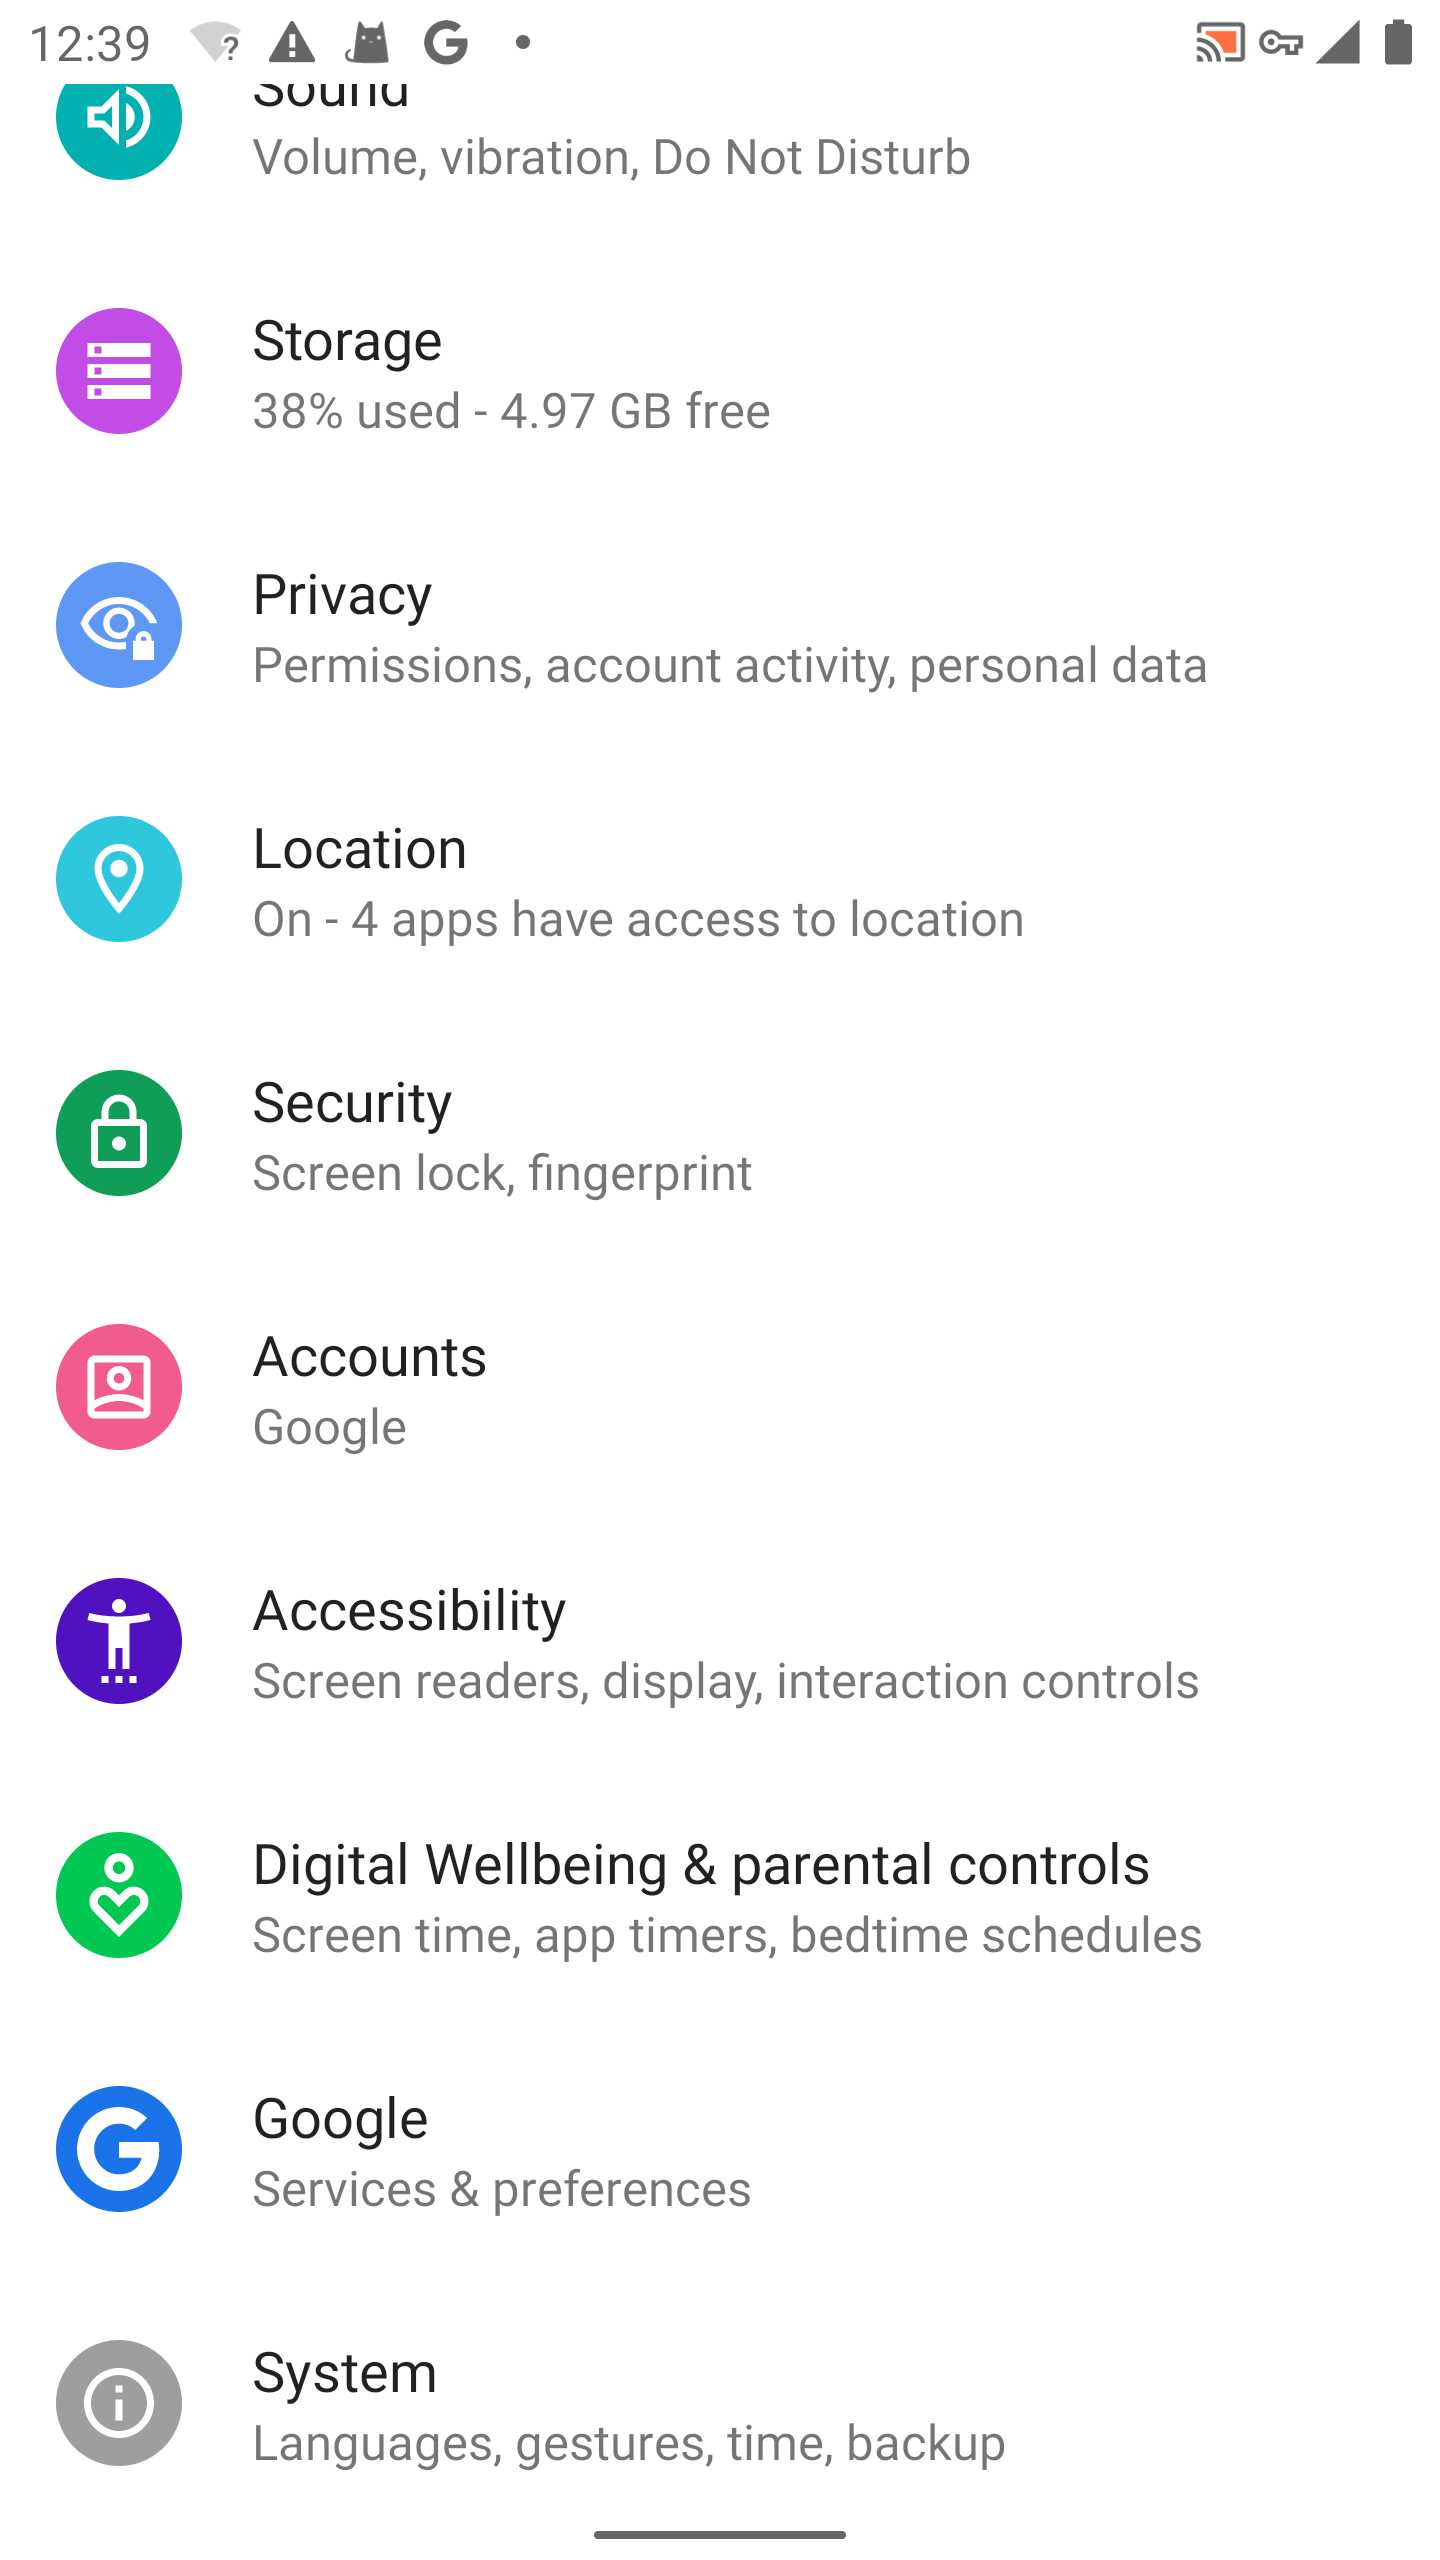 12:39
Sound
Volume, vibration, Do Not Disturb
Storage
38% used - 4.97 GB free
Privacy
Permissions, account activity, personal data
Location
On - 4 apps have access to location
Security
Screen lock, fingerprint
Accounts
Google
Accessibility
Screen readers, display, interaction controls
Digital Wellbeing & parental controls
Screen time, app timers, bedtime schedules
Google
Services & preferences
System
Languages, gestures, time, backup